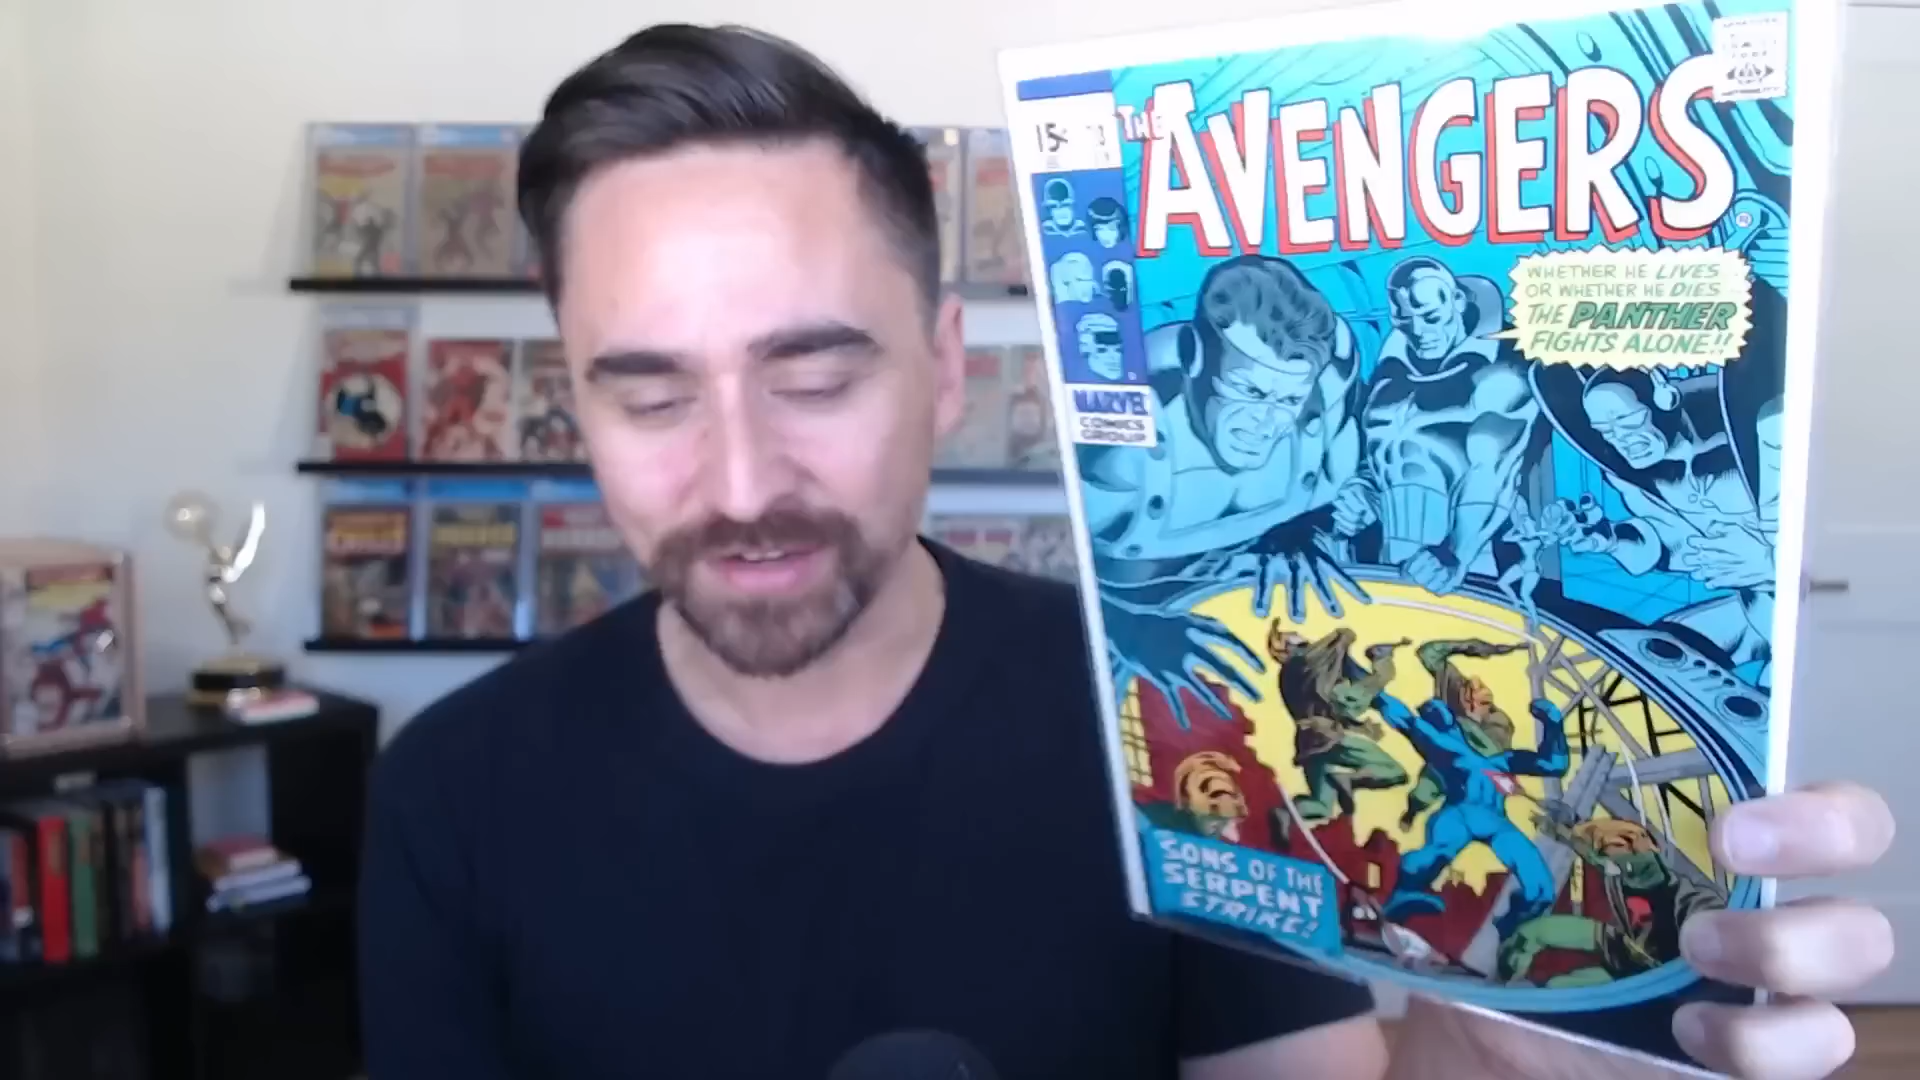 15¢
THE
AVENGERS
WHETHER HE LIVES..
OR WHETHER HE DIES..
THE PANTHER
FIGHTS ALONE!!
MARVEL
COMICS
GROUP
SONS OF THE
SERPENT
STRIKE!